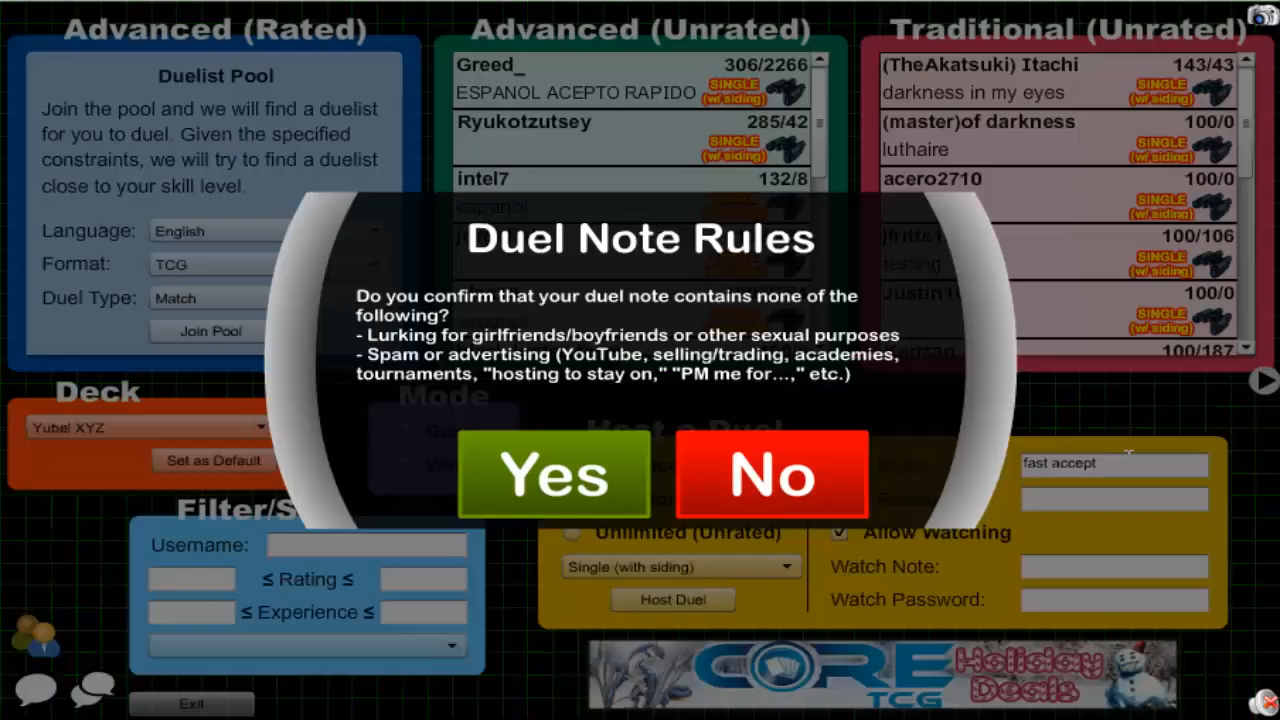 Advanced (Rated)
Duelist Pool
Join the pool and we will find a duelist
for you to duel. Given the specified
constraints, we will try to find a duelist
close to your skill level.
Language: English
Format: TCG
Duel Type: Match
Join Pool
Advanced (Unrated)
Greed_ 306/2266
ESPANOL ACEPTO RAPIDO SINGLE (w/ siding)
Ryukotzutsey 285/42
SINGLE (w/ siding)
intel7 132/8
espanol
Traditional (Unrated)
(TheAkatsuki) Itachi 143/43
darkness in my eyes SINGLE (w/ siding)
(master)of darkness 100/0
luthaire SINGLE (w/ siding)
acero2710 100/0
SINGLE (w/ siding)
100/106
testing SINGLE (w/ siding)
100/0
SINGLE (w/ siding)
100/187
Duel Note Rules
Do you confirm that your duel note contains none of the
following?
- Lurking for girlfriends/boyfriends or other sexual purposes
- Spam or advertising (YouTube, selling/trading, academies,
tournaments, "hosting to stay on," "PM me for...," etc.)
Yes
No
Deck
Yubel XYZ
Set as Default
Mode
Filter/S
Username:
≤ Rating ≤
≤ Experience ≤
Host a Duel
Unlimited (Unrated)
Single (with siding)
Host Duel
fast accept
Allow Watching
Watch Note:
Watch Password:
CORE TCG
Holiday Deals
Exit